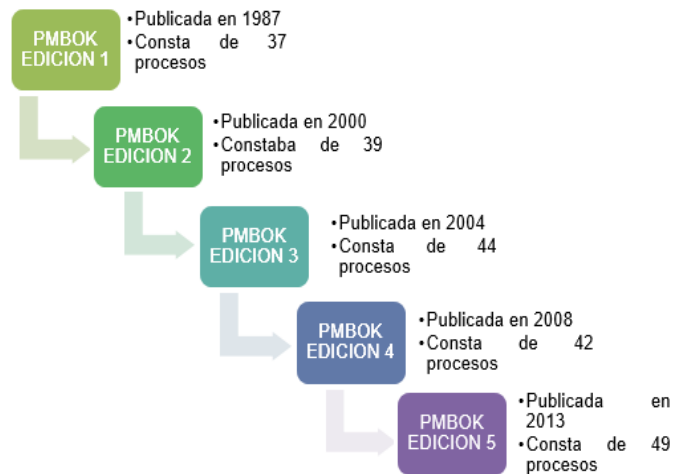 PMBOK
EDICION 1
•Publicada en 1987
•Consta de 37
procesos
PMBOK
EDICION 2
•Publicada en 2000
•Constaba de 39
procesos
PMBOK
EDICION 3
•Publicada en 2004
•Consta de 44
procesos
PMBOK
EDICION 4
•Publicada en 2008
•Consta de 42
procesos
PMBOK
EDICION 5
•Publicada en
2013
•Consta de 49
procesos